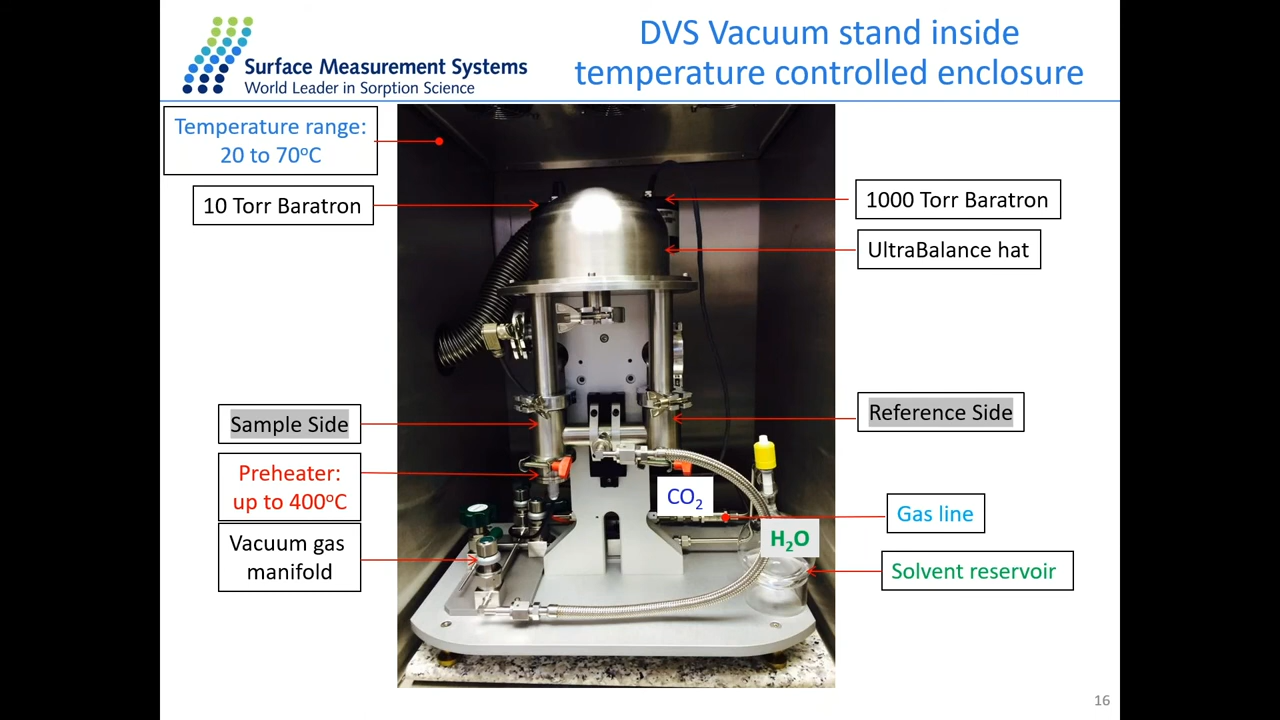 DVS Vacuum stand inside
temperature controlled enclosure
Surface Measurement Systems
World Leader in Sorption Science
Temperature range:
20 to 70°C
10 Torr Baratron
1000 Torr Baratron
UltraBalance hat
Sample Side
Reference Side
Preheater:
up to 400°C
CO₂
Gas line
Vacuum gas
manifold
H₂O
Solvent reservoir
16